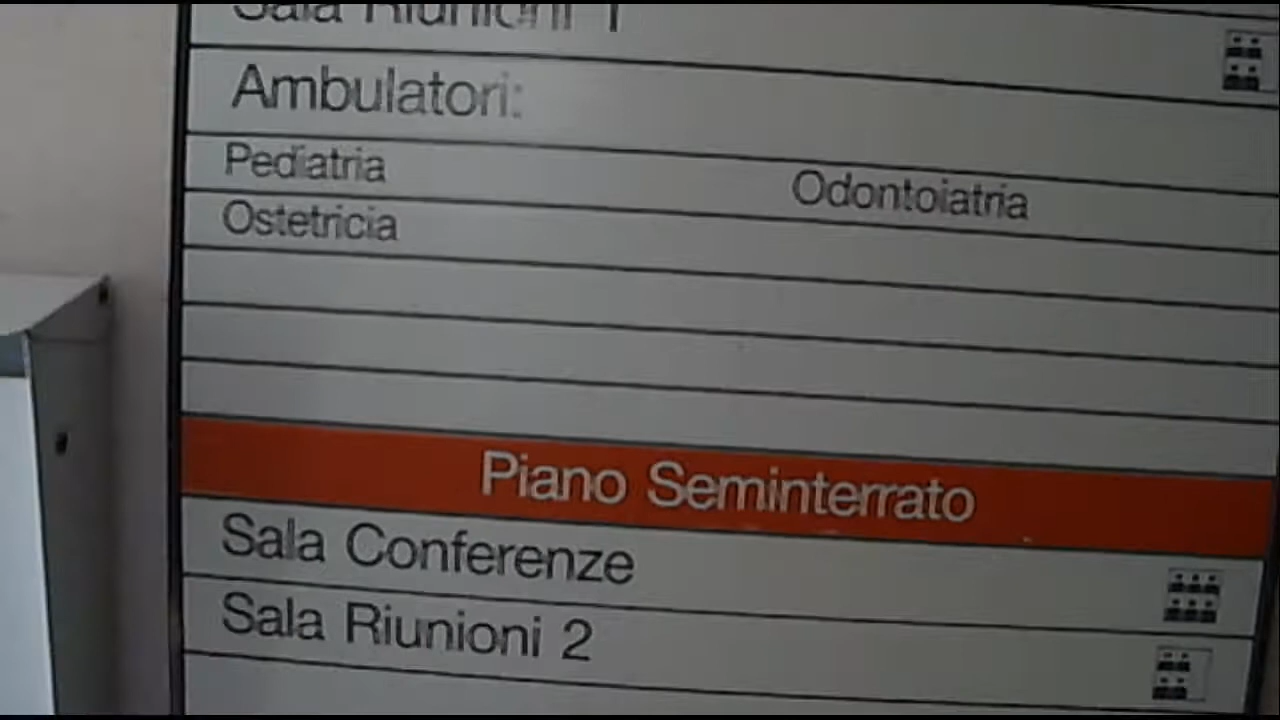 Sala Riunioni 1
Ambulatori:
Pediatria
Odontoiatria
Ostetricia
Piano Seminterrato
Sala Conferenze
Sala Riunioni 2